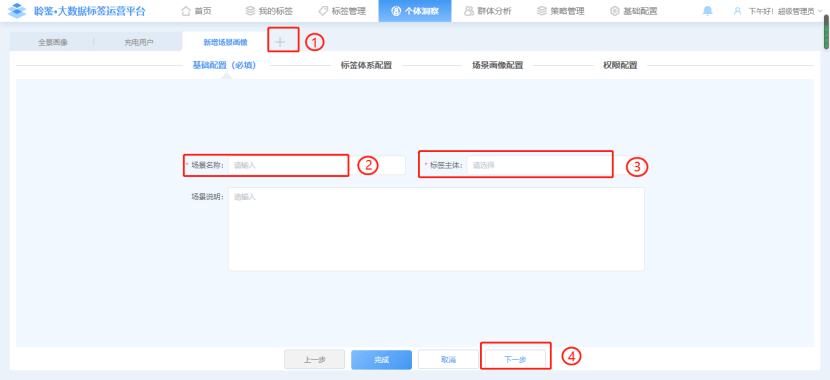 聆鉴•大数据标签运营平台 首页 我的标签 标签管理 个体洞察 群体分析 策略管理 基础配置 下午好！超级管理员
全景画像 充电用户 新增场景画像 + ①
基础配置（必填） 标签体系配置 场景画像配置 权限配置
* 场景名称： 请输入 ② * 标签主体： 请选择 ③
场景说明： 请输入
上一步 完成 取消 下一步 ④